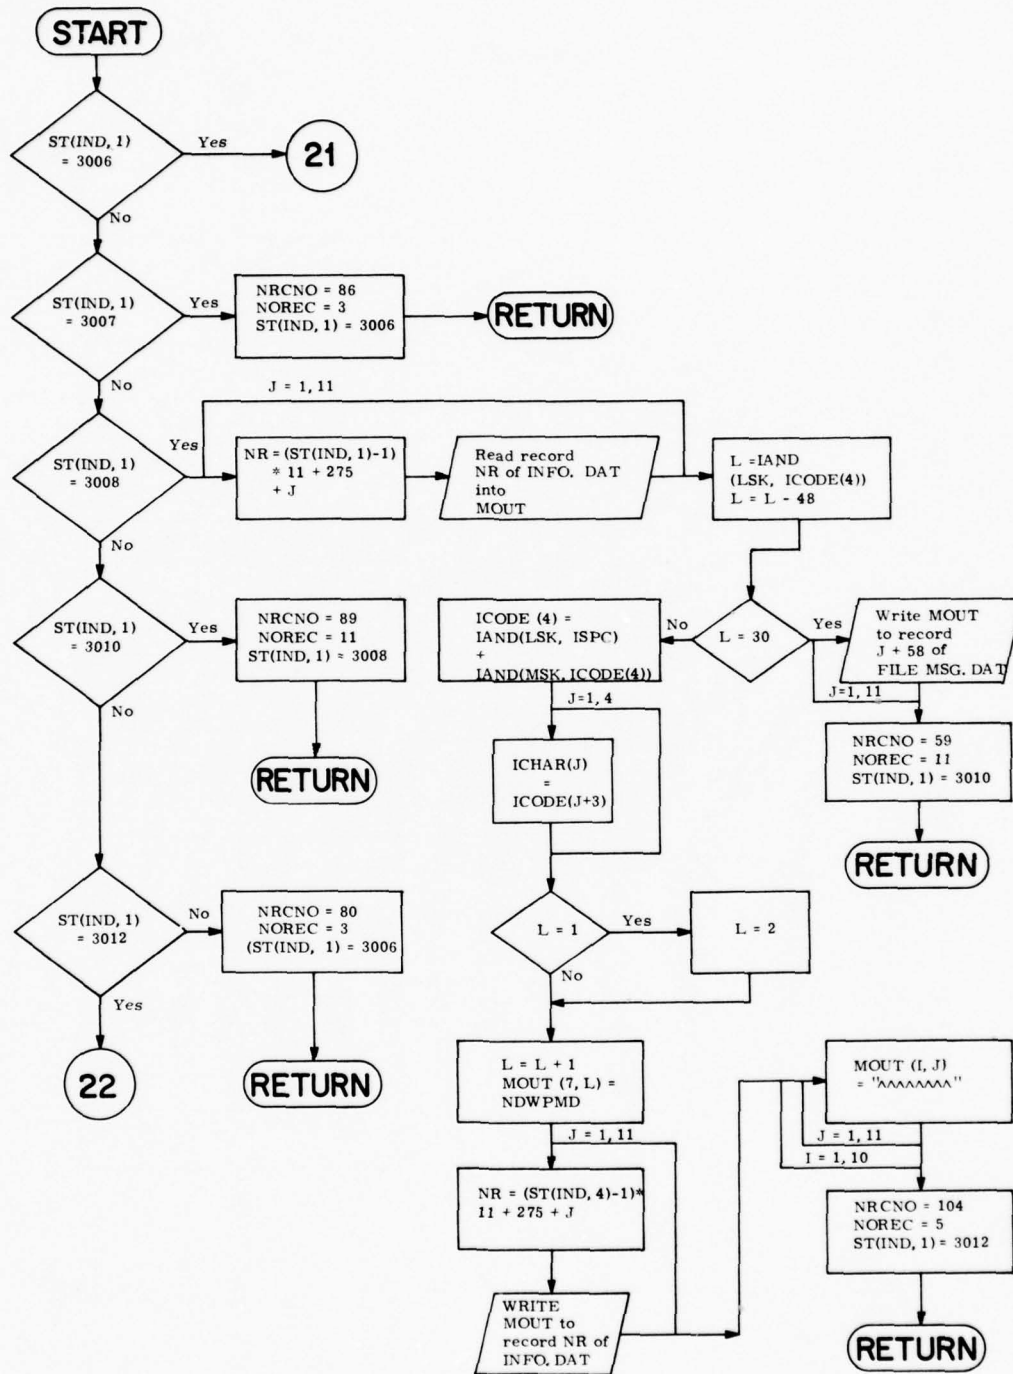 START
ST(IND, 1)
= 3006
Yes
21
No
ST(IND, 1)
= 3007
Yes
NRCNO = 86
NOREC = 3
ST(IND, 1) = 3006
RETURN
No
J = 1, 11
ST(IND, 1)
= 3008
Yes
NR = (ST(IND, 1)-1)
* 11 + 275
+ J
Read record
NR of INFO. DAT
into
MOUT
L =IAND
(LSK, ICODE(4))
L = L - 48
No
ST(IND, 1)
= 3010
Yes
NRCNO = 89
NOREC = 11
ST(IND, 1) = 3008
RETURN
No
L = 30
No
Yes
Write MOUT
to record
J + 58 of
FILE MSG. DAT
J=1, 11
NRCNO = 59
NOREC = 11
ST(IND, 1) = 3010
RETURN
ICODE (4) =
IAND(LSK, ISPC)
+
IAND(MSK, ICODE(4))
J=1, 4
ICHAR(J)
=
ICODE(J+3)
ST(IND, 1)
= 3012
No
NRCNO = 80
NOREC = 3
(ST(IND, 1) = 3006
RETURN
Yes
22
L = 1
Yes
L = 2
No
L = L + 1
MOUT (7, L) =
NDWPMD
J = 1, 11
NR = (ST(IND, 4)-1)*
11 + 275 + J
WRITE
MOUT to
record NR of
INFO. DAT
MOUT (I, J)
= "^^^^^^^^"
J = 1, 11
I = 1, 10
NRCNO = 104
NOREC = 5
ST(IND, 1) = 3012
RETURN